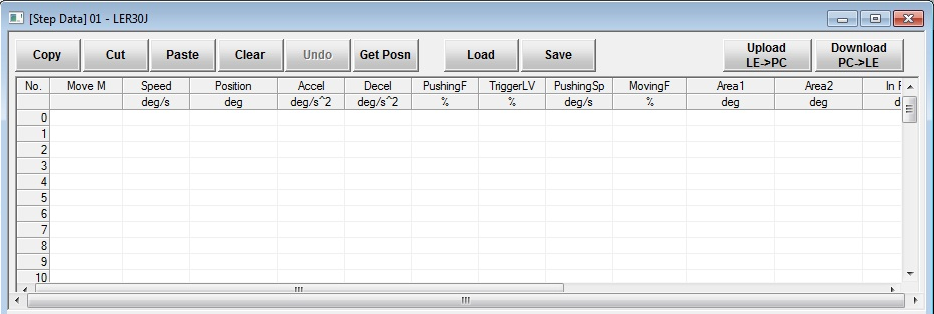 [Step Data] 01 - LER30J
Copy Cut Paste Clear Undo Get Posn Load Save Upload LE->PC Download PC->LE
No. Move M Speed Position Accel Decel PushingF TriggerLV PushingSp MovingF Area1 Area2 In
deg/s deg deg/s^2 deg/s^2 % % deg/s % deg deg
0
1
2
3
4
5
6
7
8
9
10